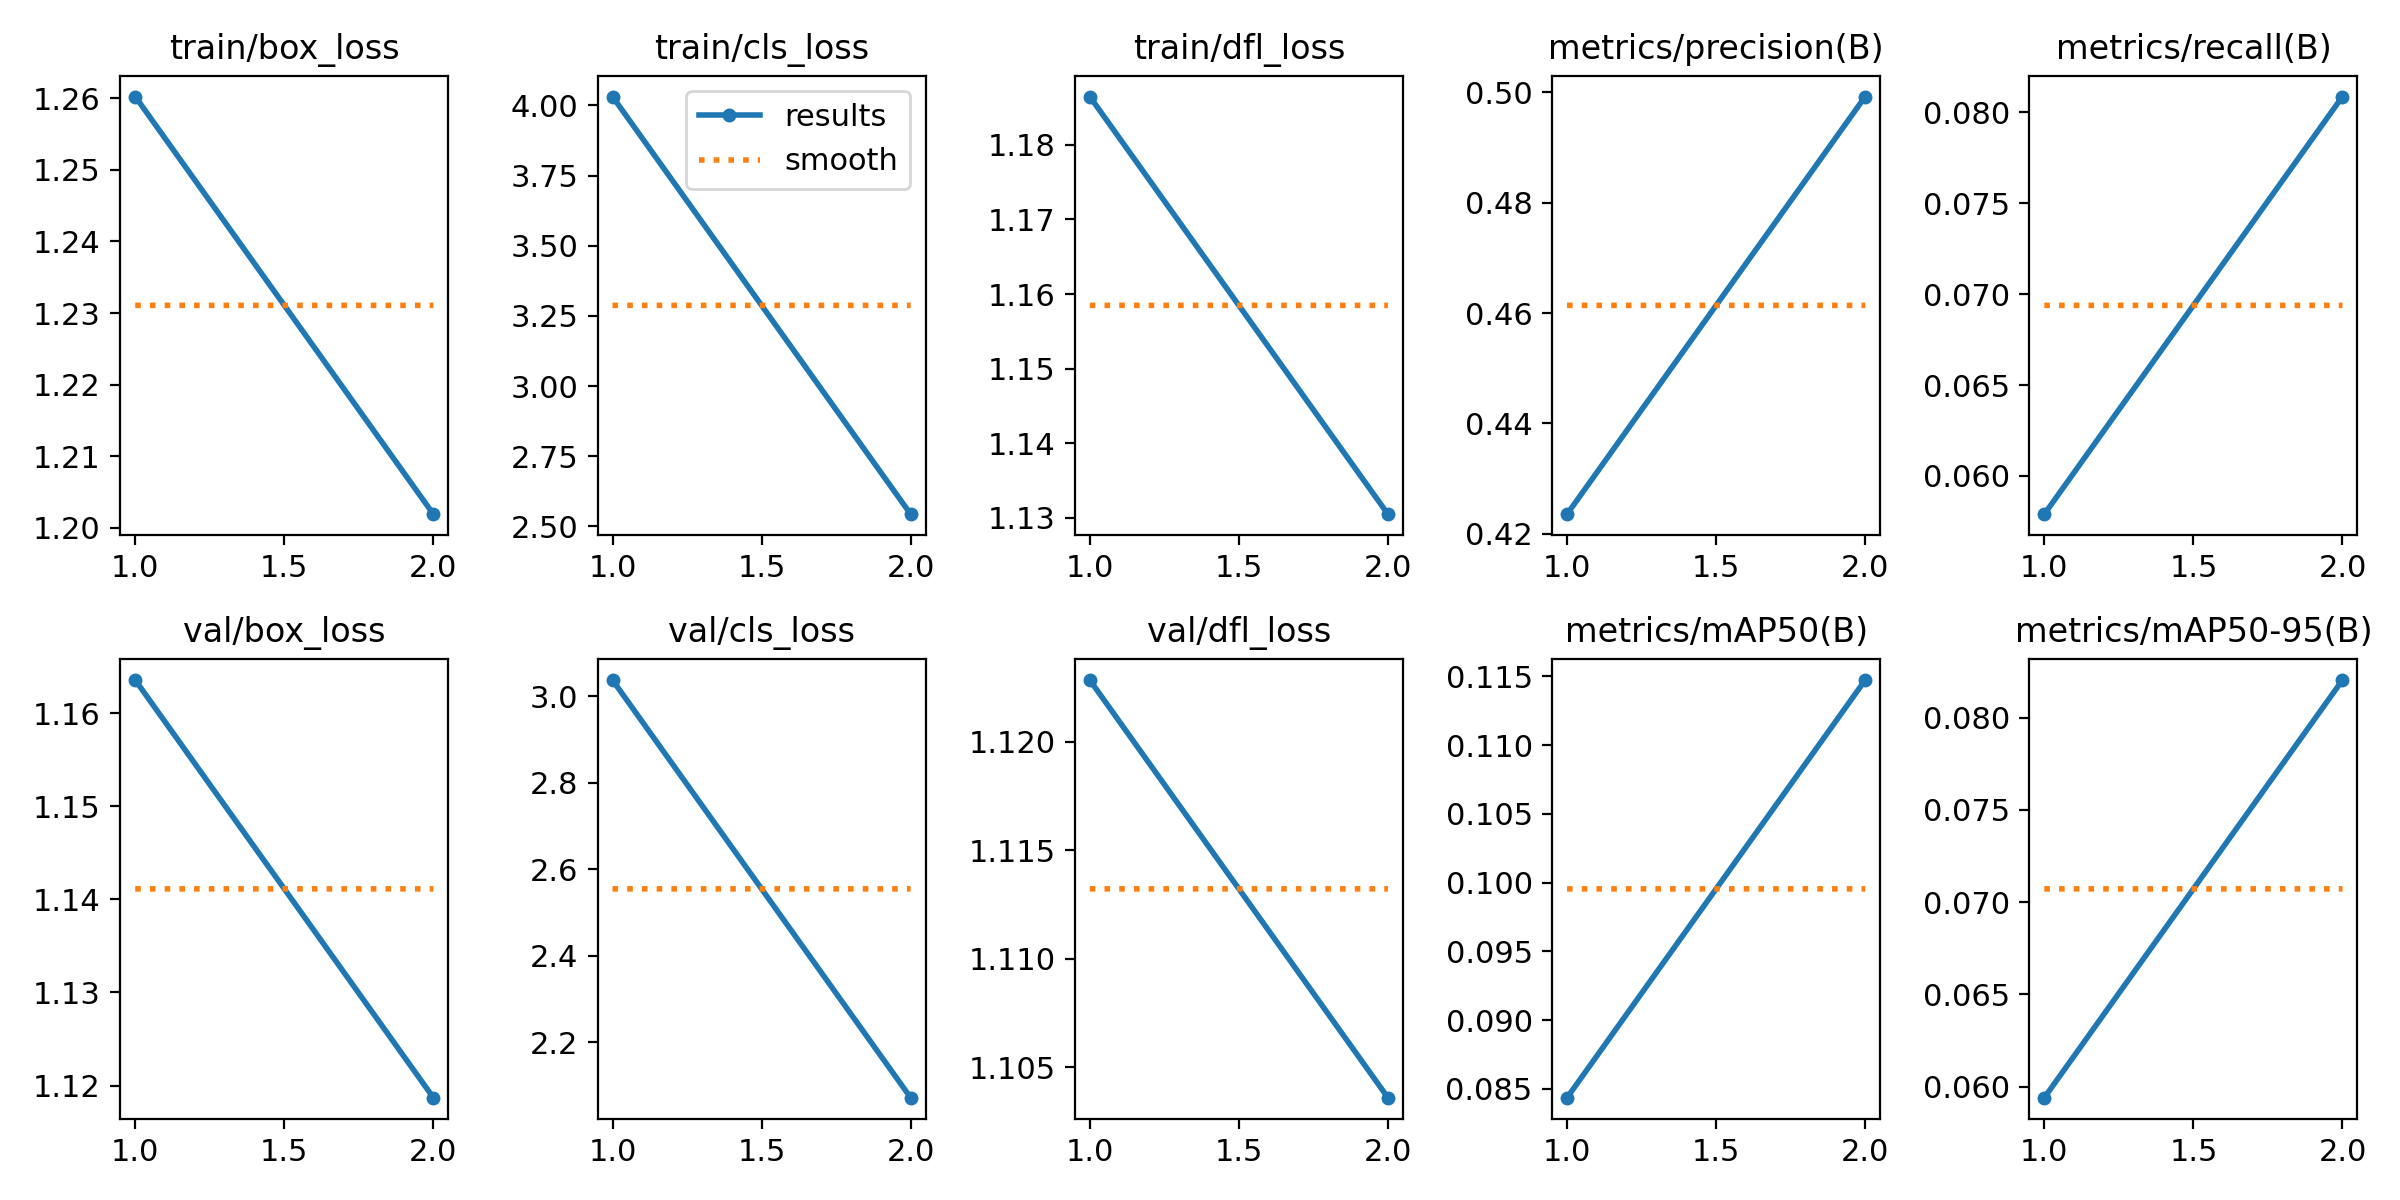 train/box_loss
1.26
1.25
1.24
1.23
1.22
1.21
1.20
1.0 1.5 2.0
train/cls_loss
results
smooth
4.00
3.75
3.50
3.25
3.00
2.75
2.50
1.0 1.5 2.0
train/dfl_loss
1.18
1.17
1.16
1.15
1.14
1.13
1.0 1.5 2.0
metrics/precision(B)
0.50
0.48
0.46
0.44
0.42
1.0 1.5 2.0
metrics/recall(B)
0.080
0.075
0.070
0.065
0.060
1.0 1.5 2.0
val/box_loss
1.16
1.15
1.14
1.13
1.12
1.0 1.5 2.0
val/cls_loss
3.0
2.8
2.6
2.4
2.2
1.0 1.5 2.0
val/dfl_loss
1.120
1.115
1.110
1.105
1.0 1.5 2.0
metrics/mAP50(B)
0.115
0.110
0.105
0.100
0.095
0.090
0.085
1.0 1.5 2.0
metrics/mAP50-95(B)
0.080
0.075
0.070
0.065
0.060
1.0 1.5 2.0